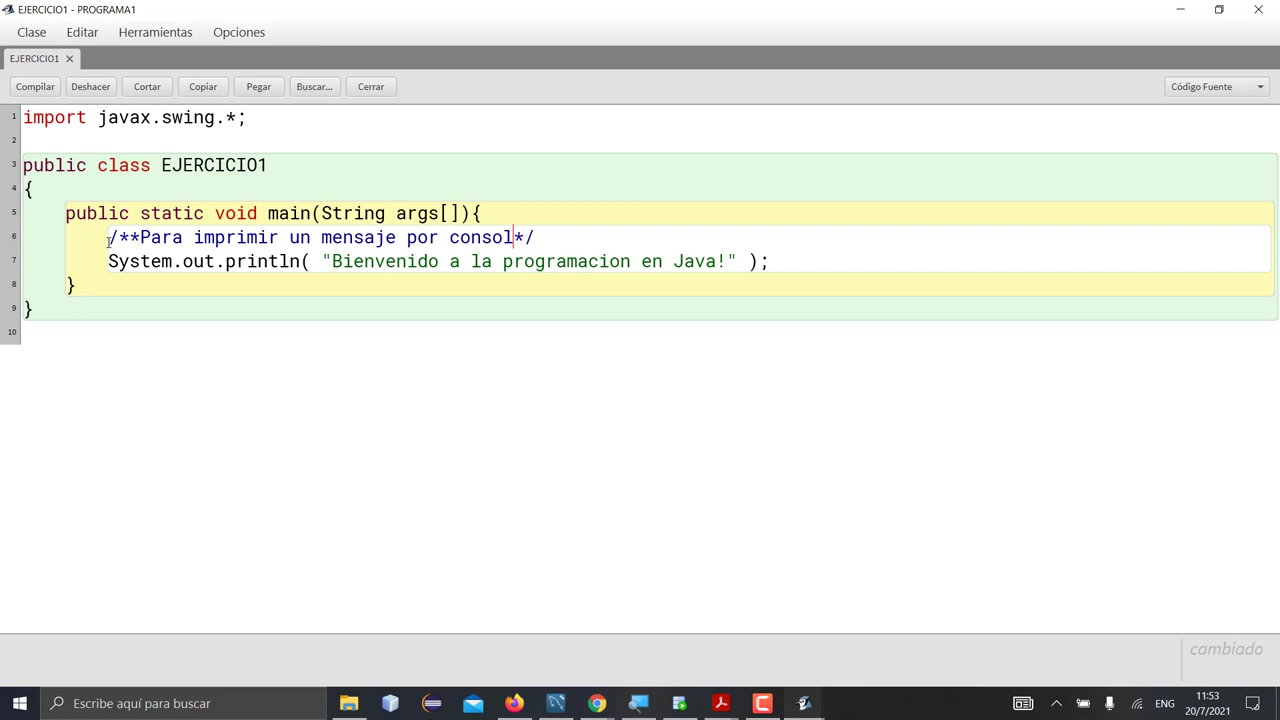 EJERCICIO1 - PROGRAMA1
Clase Editar Herramientas Opciones
EJERCICIO1
Compilar Deshacer Cortar Copiar Pegar Buscar... Cerrar Código Fuente
1 import javax.swing.*;
2
3 public class EJERCICIO1
4 {
5 public static void main(String args[]){
6 /**Para imprimir un mensaje por consol*/
7 System.out.println( "Bienvenido a la programacion en Java!" );
8 }
9 }
10
cambiado
Escribe aquí para buscar
ENG
11:53
20/7/2021